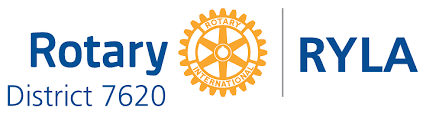 Rotary
District 7620
ROTARY
INTERNATIONAL
RYLA